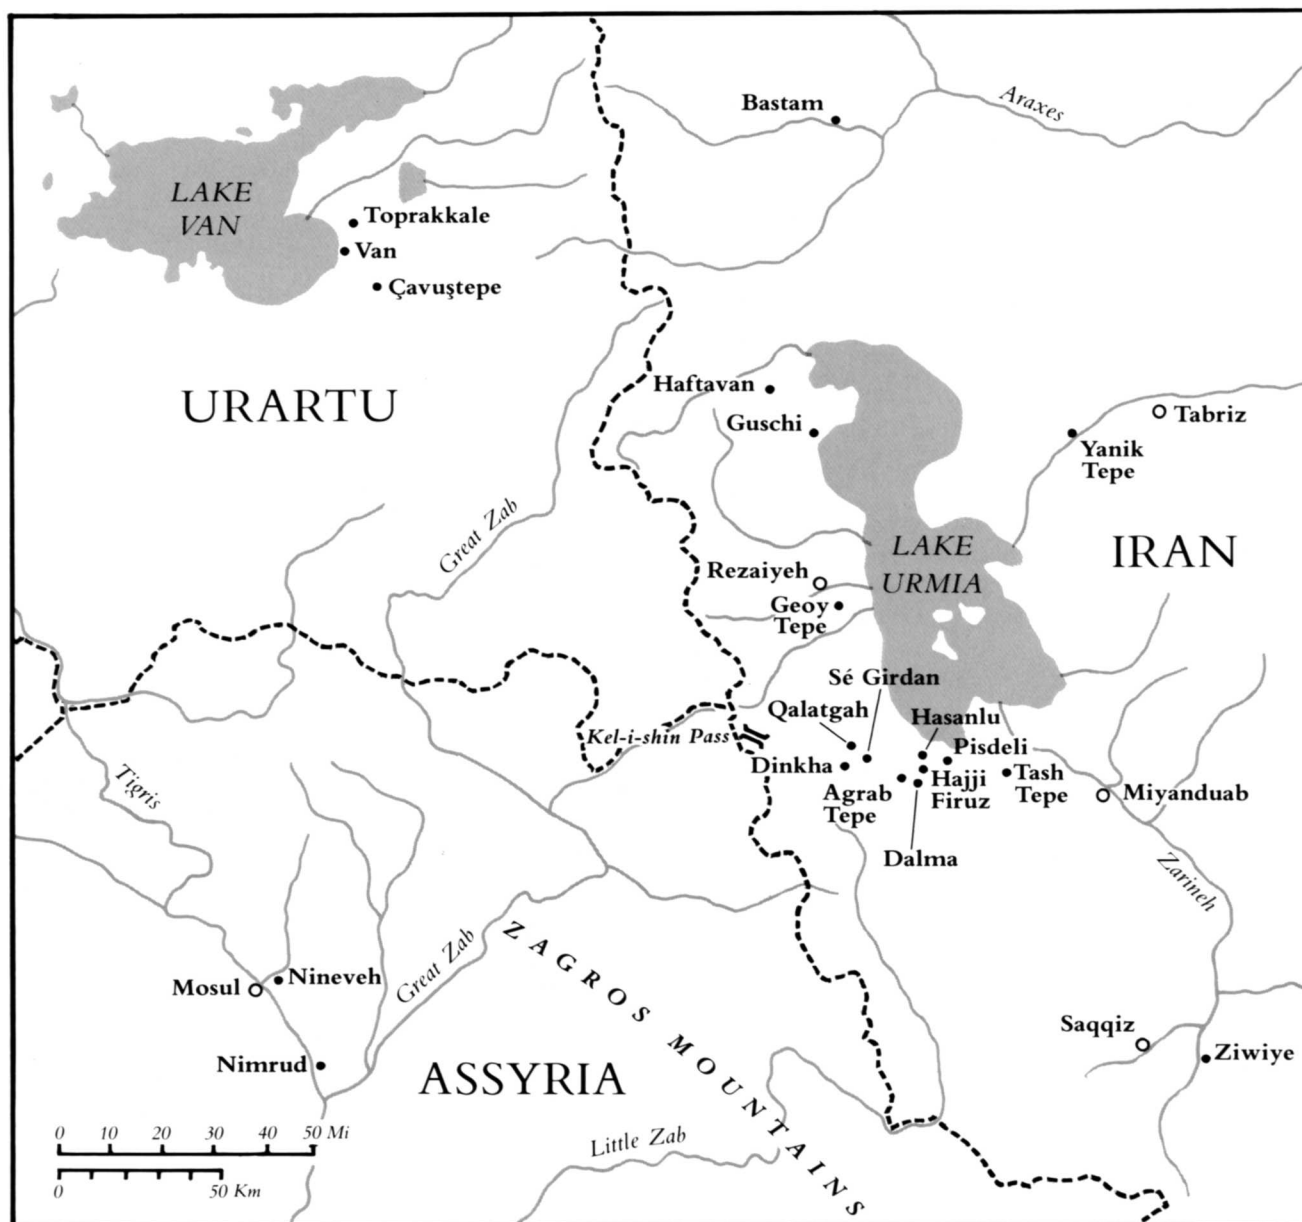 Bastam
Araxes
LAKE
VAN
Toprakkale
Van
Çavuştepe
URARTU
Haftavan
Guschi
Tabriz
Yanik
Tepe
Great Zab
LAKE
URMIA
IRAN
Rezaiyeh
Geoy
Tepe
Sé Girdan
Qalatgah
Hasanlu
Kel-i-shin Pass
Pisdeli
Dinkha
Agrab
Tepe
Hajji
Firuz
Tash
Tepe
Miyanduab
Dalma
Tigris
Zarineh
ZAGROS MOUNTAINS
Great Zab
Mosul
Nineveh
Nimrud
ASSYRIA
Saqqiz
Ziwiye
Little Zab
0 10 20 30 40 50 Mi
0 50 Km